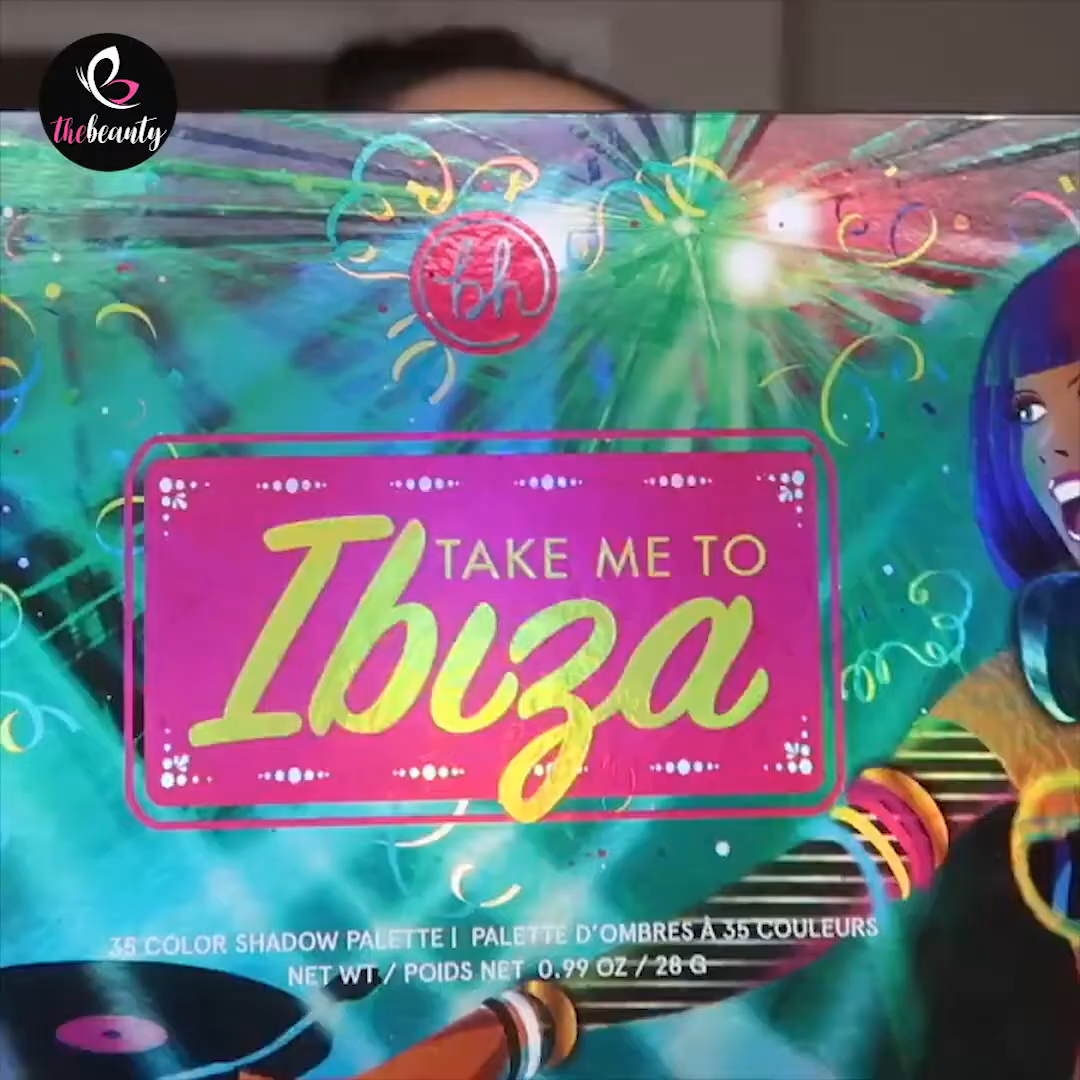 thebeauty
bh
TAKE ME TO
Ibiza
35 COLOR SHADOW PALETTE | PALETTE D'OMBRES À 35 COULEURS
NET WT / POIDS NET 0.99 OZ / 28 G